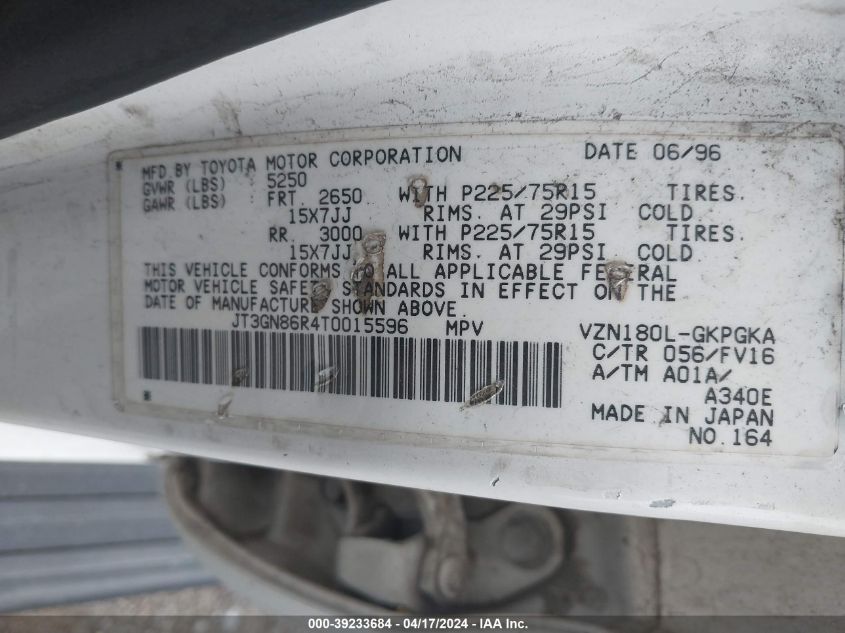 MFD.BY TOYOTA MOTOR CORPORATION DATE 06/96
GVWR (LBS) : 5250
GAWR (LBS) : FRT. 2650 WITH P225/75R15 TIRES.
15X7JJ RIMS. AT 29PSI COLD
RR. 3000 WITH P225/75R15 TIRES.
15X7JJ RIMS. AT 29PSI COLD
THIS VEHICLE CONFORMS TO ALL APPLICABLE FEDERAL
MOTOR VEHICLE SAFETY STANDARDS IN EFFECT ON THE
DATE OF MANUFACTURE SHOWN ABOVE.
JT3GN86R4T0015596 MPV VZN180L-GKPGKA
C/TR 056/FV16
A/TM A01A/
A340E
MADE IN JAPAN
NO.164
000-39233684 - 04/17/2024 - IAA Inc.